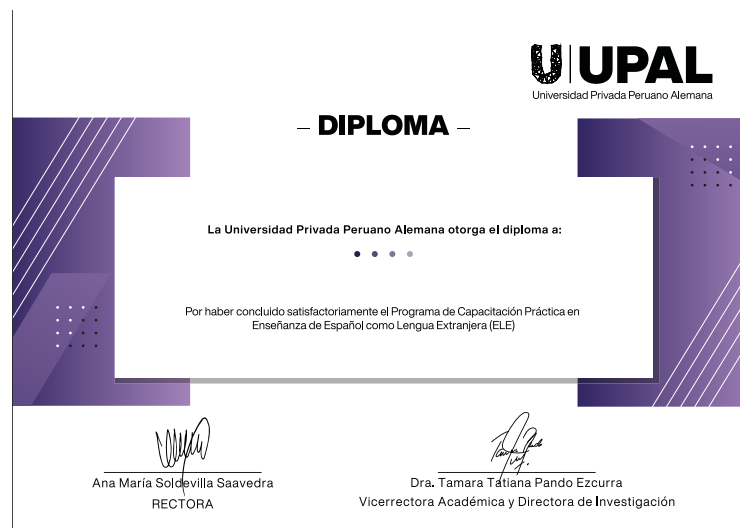 UPAL
Universidad Privada Peruano Alemana
– DIPLOMA –
La Universidad Privada Peruano Alemana otorga el diploma a:
Por haber concluido satisfactoriamente el Programa de Capacitación Práctica en
Enseñanza de Español como Lengua Extranjera (ELE)
Ana María Soldevilla Saavedra
RECTORA
Dra. Tamara Tatiana Pando Ezcurra
Vicerrectora Académica y Directora de Investigación